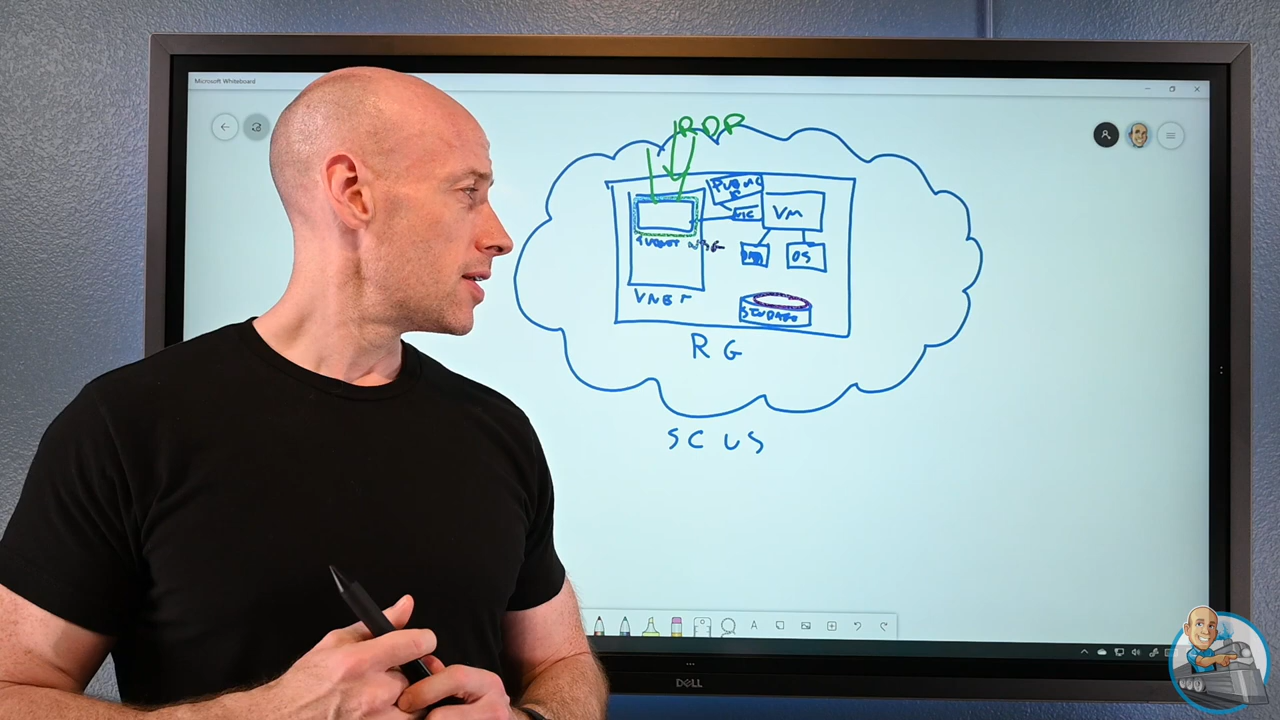 Microsoft Whiteboard
RDP
PUBLIC
IP
NIC
VM
SUBNET
NSG
OS
VNET
STORAGE
RG
SCUS
A
DELL